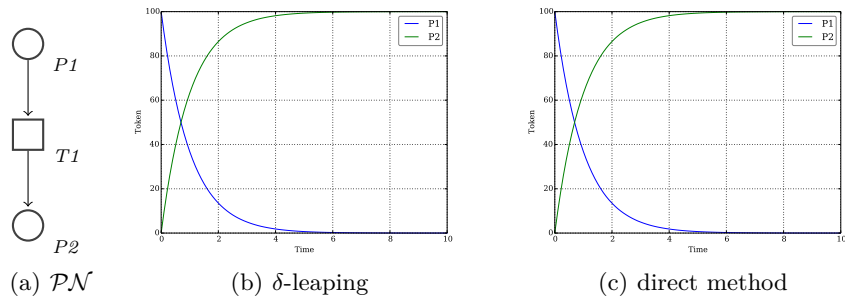 P1
T1
P2
(a) 𝒫𝒩
100
80
60
40
20
0
Token
0 2 4 6 8 10
Time
P1
P2
(b) δ-leaping
100
80
60
40
20
0
Token
0 2 4 6 8 10
Time
P1
P2
(c) direct method